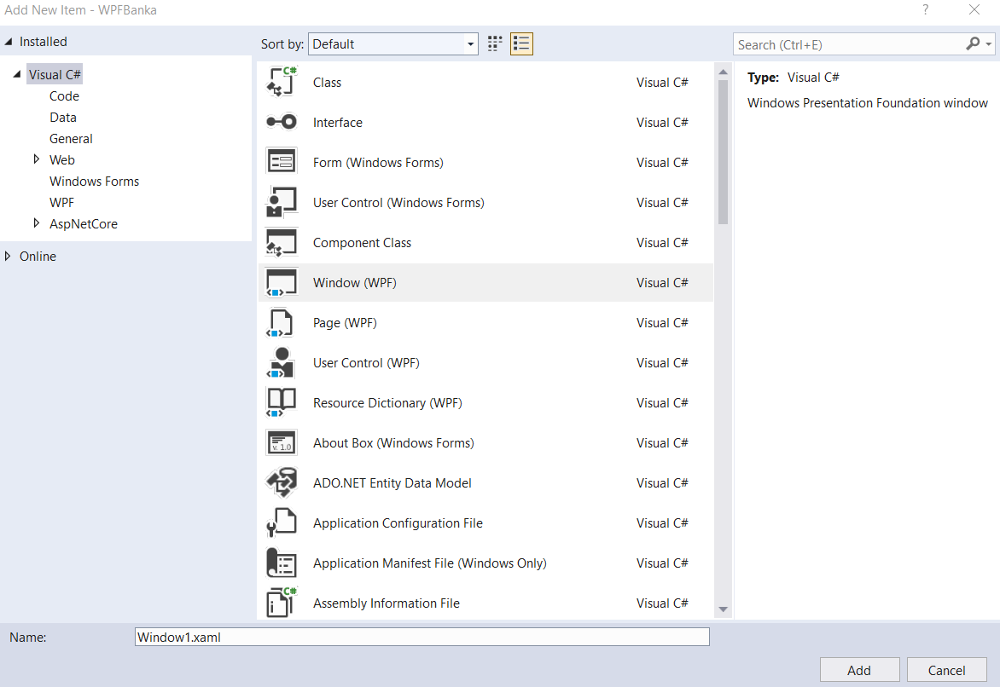 Add New Item - WPFBanka
?
Installed
Sort by: Default
Search (Ctrl+E)
Visual C#
Code
Data
General
Web
Windows Forms
WPF
AspNetCore
Online
C# Class Visual C#
Interface Visual C#
Form (Windows Forms) Visual C#
User Control (Windows Forms) Visual C#
Component Class Visual C#
Window (WPF) Visual C#
Page (WPF) Visual C#
User Control (WPF) Visual C#
Resource Dictionary (WPF) Visual C#
v. 1.0 About Box (Windows Forms) Visual C#
ADO.NET Entity Data Model Visual C#
Application Configuration File Visual C#
Application Manifest File (Windows Only) Visual C#
C# Assembly Information File Visual C#
Type: Visual C#
Windows Presentation Foundation window
Name: Window1.xaml
Add Cancel